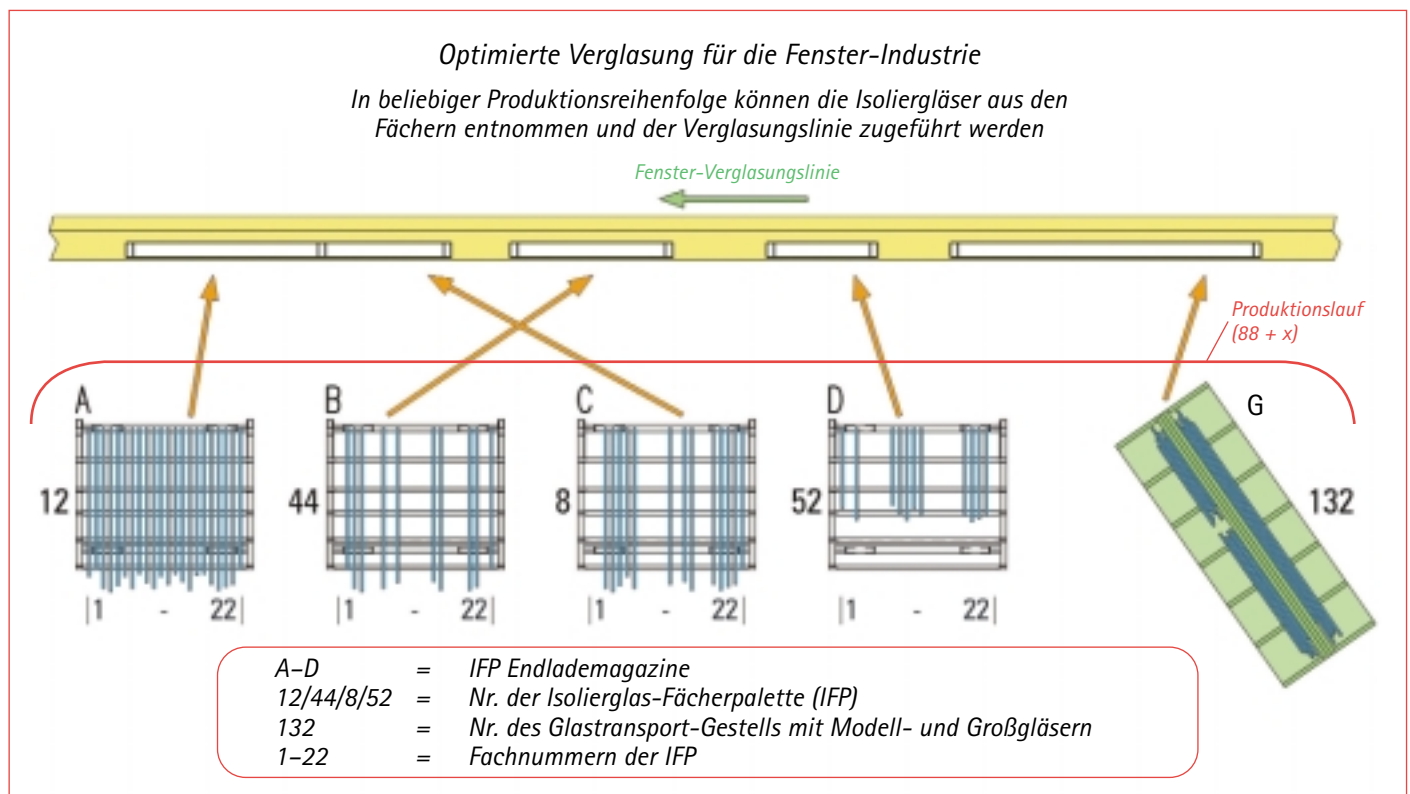 Optimierte Verglasung für die Fenster-Industrie
In beliebiger Produktionsreihenfolge können die Isoliergläser aus den
Fächern entnommen und der Verglasungslinie zugeführt werden
Fenster-Verglasungslinie
Produktionslauf
(88 + x)
A B C D G
12 44 8 52 132
|1 - 22| |1 - 22| |1 - 22| |1 - 22|
A–D = IFP Endlademagazine
12/44/8/52 = Nr. der Isolierglas-Fächerpalette (IFP)
132 = Nr. des Glastransport-Gestells mit Modell- und Großgläsern
1–22 = Fachnummern der IFP